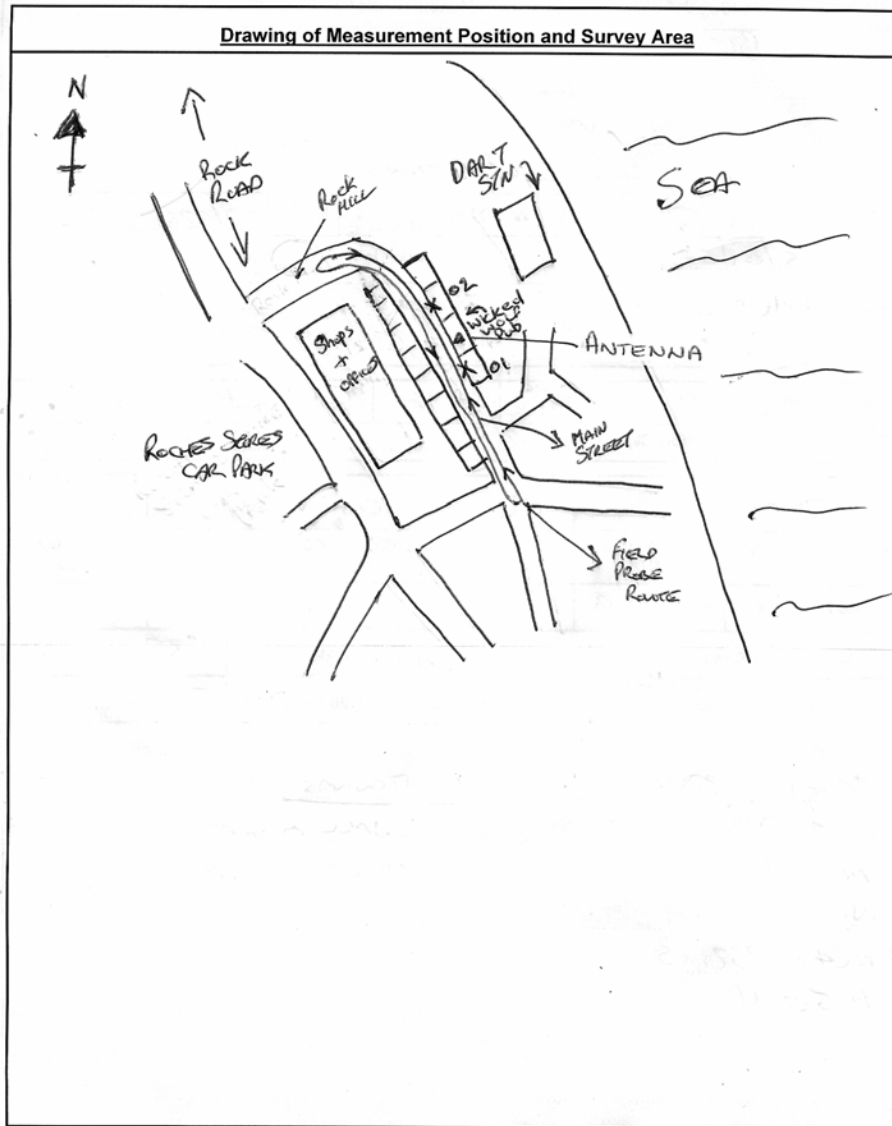 Drawing of Measurement Position and Survey Area
N
ROCK
ROAD
ROCK
HILL
DART
STN
SEA
02
WICKED
WOLF
PUB
ANTENNA
01
Shops
+
OFFICES
MAIN
STREET
ROCHES STORES
CAR PARK
FIELD
PROBE
ROUTE